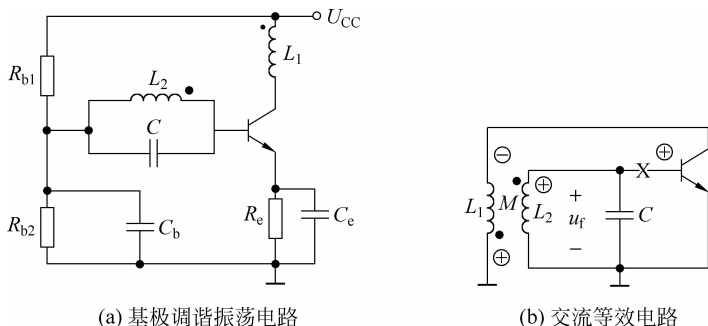 U_CC
L_1
R_b1
L_2
C
R_b2
C_b
R_e
C_e
(a) 基极调谐振荡电路
⊖
⊕
X
⊕
L_1
M
L_2
+
u_f
−
C
⊕
(b) 交流等效电路